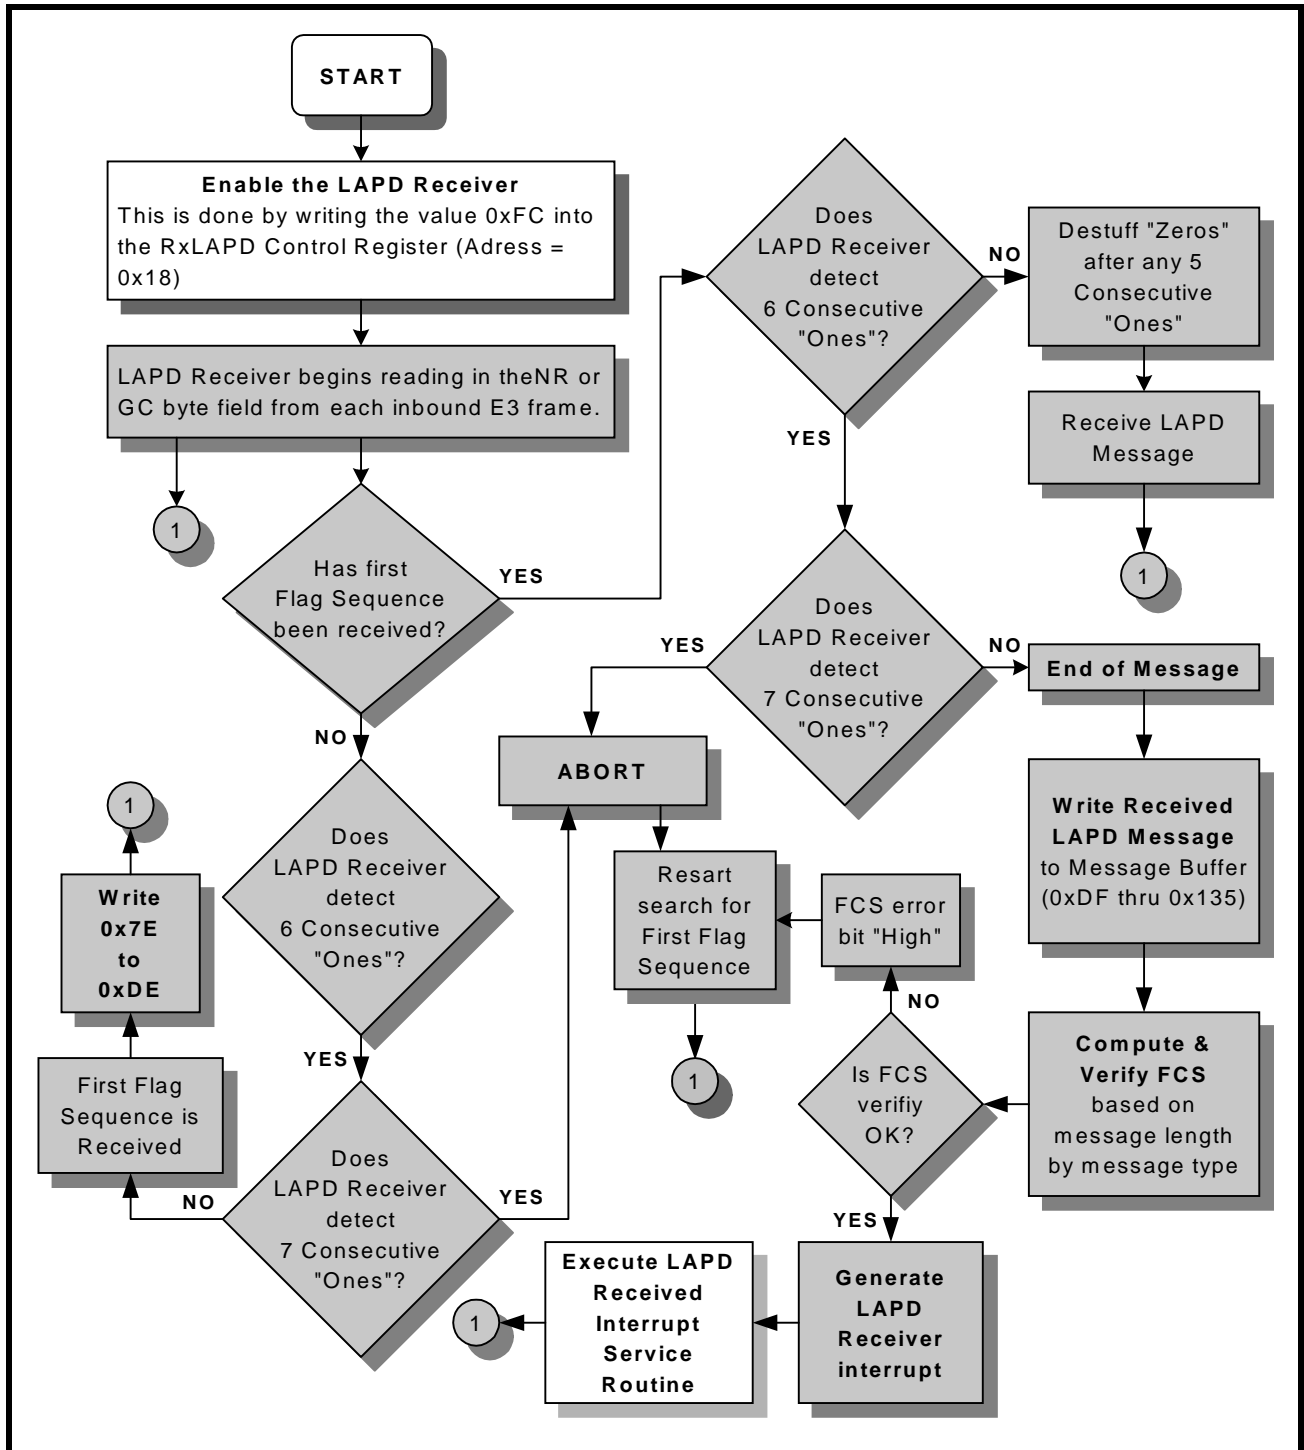 START
Enable the LAPD Receiver
This is done by writing the value 0xFC into
the RxLAPD Control Register (Adress =
0x18)
LAPD Receiver begins reading in theNR or
GC byte field from each inbound E3 frame.
1
Has first
Flag Sequence
been received?
YES
NO
Does
LAPD Receiver
detect
6 Consecutive
"Ones"?
NO
Destuff "Zeros"
after any 5
Consecutive
"Ones"
Receive LAPD
Message
1
YES
Does
LAPD Receiver
detect
7 Consecutive
"Ones"?
YES
NO
End of Message
ABORT
Resart
search for
First Flag
Sequence
1
Write Received
LAPD Message
to Message Buffer
(0xDF thru 0x135)
Compute &
Verify FCS
based on
message length
by message type
Is FCS
verifiy
OK?
NO
FCS error
bit "High"
YES
Generate
LAPD
Receiver
interrupt
Execute LAPD
Received
Interrupt
Service
Routine
1
Does
LAPD Receiver
detect
6 Consecutive
"Ones"?
YES
Does
LAPD Receiver
detect
7 Consecutive
"Ones"?
YES
NO
First Flag
Sequence is
Received
Write
0x7E
to
0xDE
1